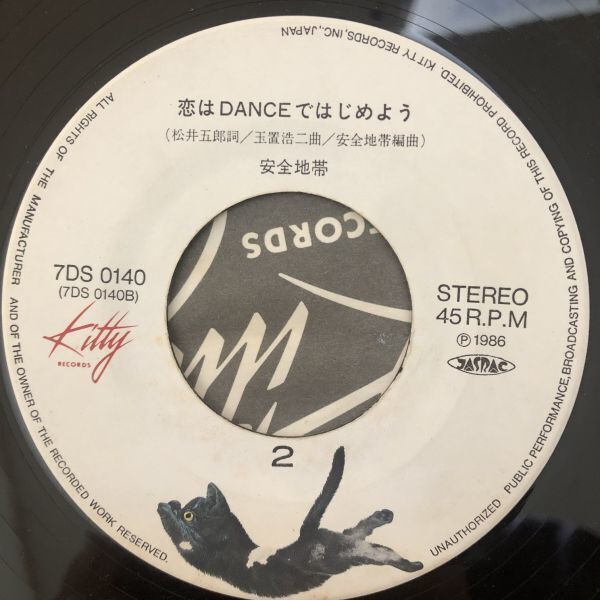 恋はDANCEではじめよう
(松井五郎詞/玉置浩二曲/安全地帯編曲)
安全地帯
7DS 0140
(7DS 0140B)
Kitty
RECORDS
STEREO
45 R.P.M
Ⓟ1986
JASRAC
2
ALL RIGHTS OF THE MANUFACTURER AND OF THE OWNER OF THE RECORDED WORK RESERVED.
UNAUTHORIZED PUBLIC PERFORMANCE, BROADCASTING AND COPYING OF THIS RECORD PROHIBITED. KITTY RECORDS, INC., JAPAN
RECORDS